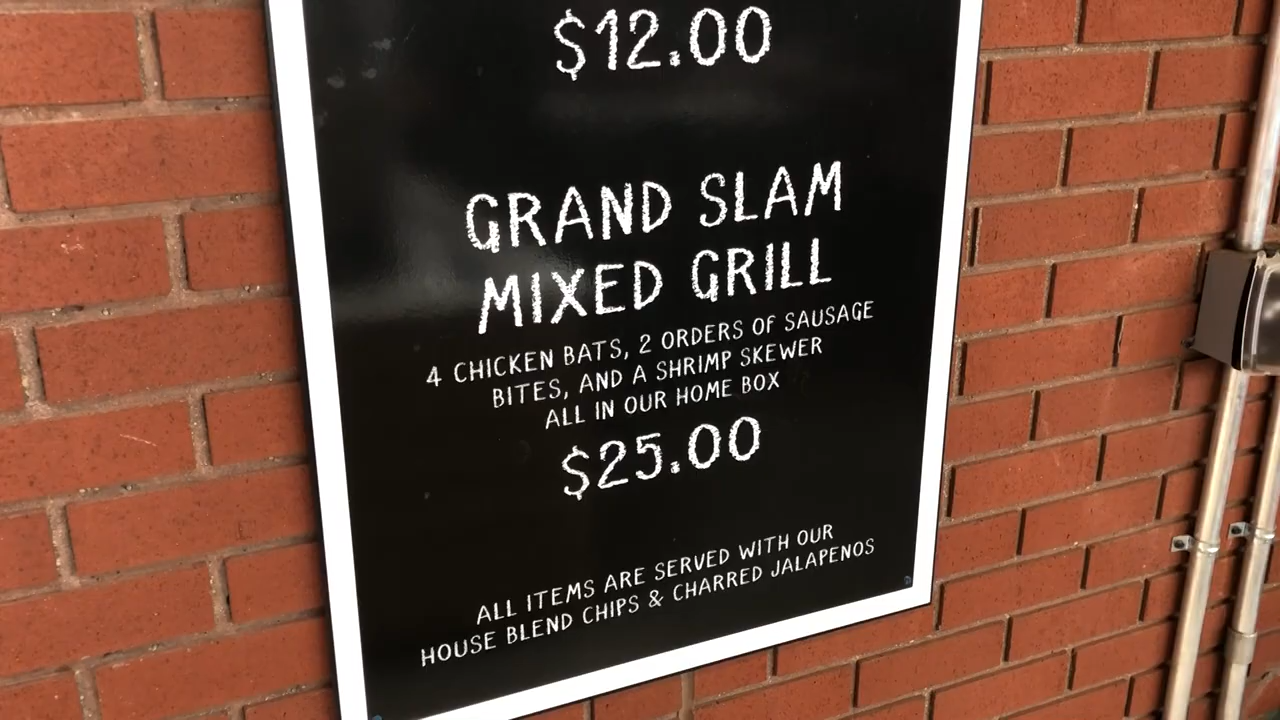 $12.00
GRAND SLAM
MIXED GRILL
4 CHICKEN BATS, 2 ORDERS OF SAUSAGE
BITES, AND A SHRIMP SKEWER
ALL IN OUR HOME BOX
$25.00
ALL ITEMS ARE SERVED WITH OUR
HOUSE BLEND CHIPS & CHARRED JALAPENOS